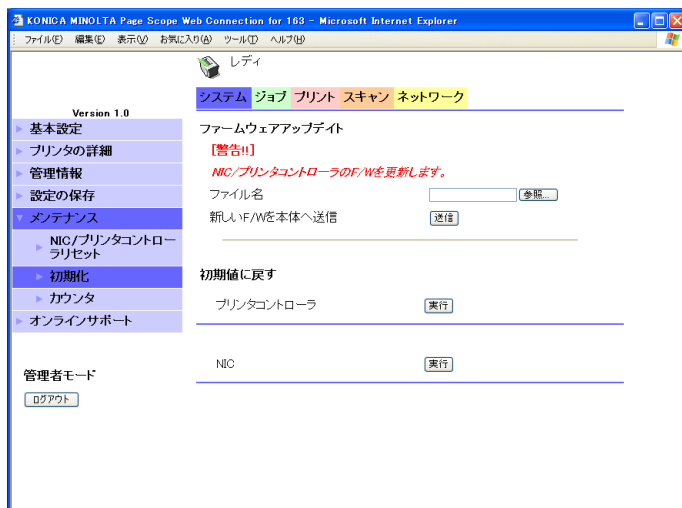 KONICA MINOLTA Page Scope Web Connection for 163 - Microsoft Internet Explorer
ファイル(F) 編集(E) 表示(V) お気に入り(A) ツール(T) ヘルプ(H)
レディ
システム ジョブ プリント スキャン ネットワーク
Version 1.0
基本設定
プリンタの詳細
管理情報
設定の保存
メンテナンス
NIC/プリンタコントロー
ラリセット
初期化
カウンタ
オンラインサポート
管理者モード
ログアウト
ファームウェアアップデイト
[警告!!]
NIC/プリンタコントローラのF/Wを更新します。
ファイル名 参照...
新しいF/Wを本体へ送信 送信
初期値に戻す
プリンタコントローラ 実行
NIC 実行